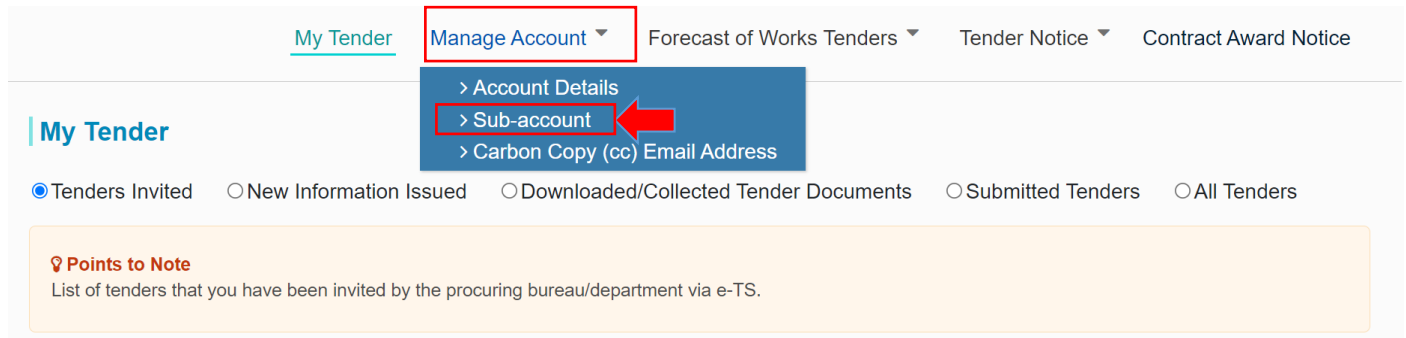 My Tender Manage Account Forecast of Works Tenders Tender Notice Contract Award Notice
> Account Details
> Sub-account
> Carbon Copy (cc) Email Address
My Tender
Tenders Invited New Information Issued Downloaded/Collected Tender Documents Submitted Tenders All Tenders
Points to Note
List of tenders that you have been invited by the procuring bureau/department via e-TS.